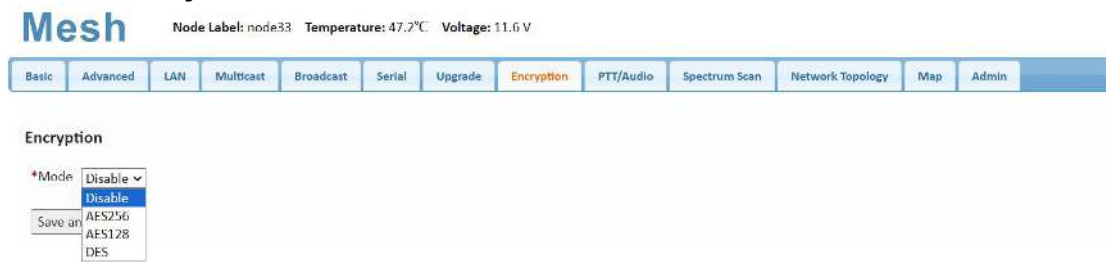 Mesh Node Label: node33 Temperature: 47.2°C Voltage: 11.6 V
Basic Advanced LAN Multicast Broadcast Serial Upgrade Encryption PTT/Audio Spectrum Scan Network Topology Map Admin
Encryption
*Mode Disable
Disable
Save an
AES256
AES128
DES